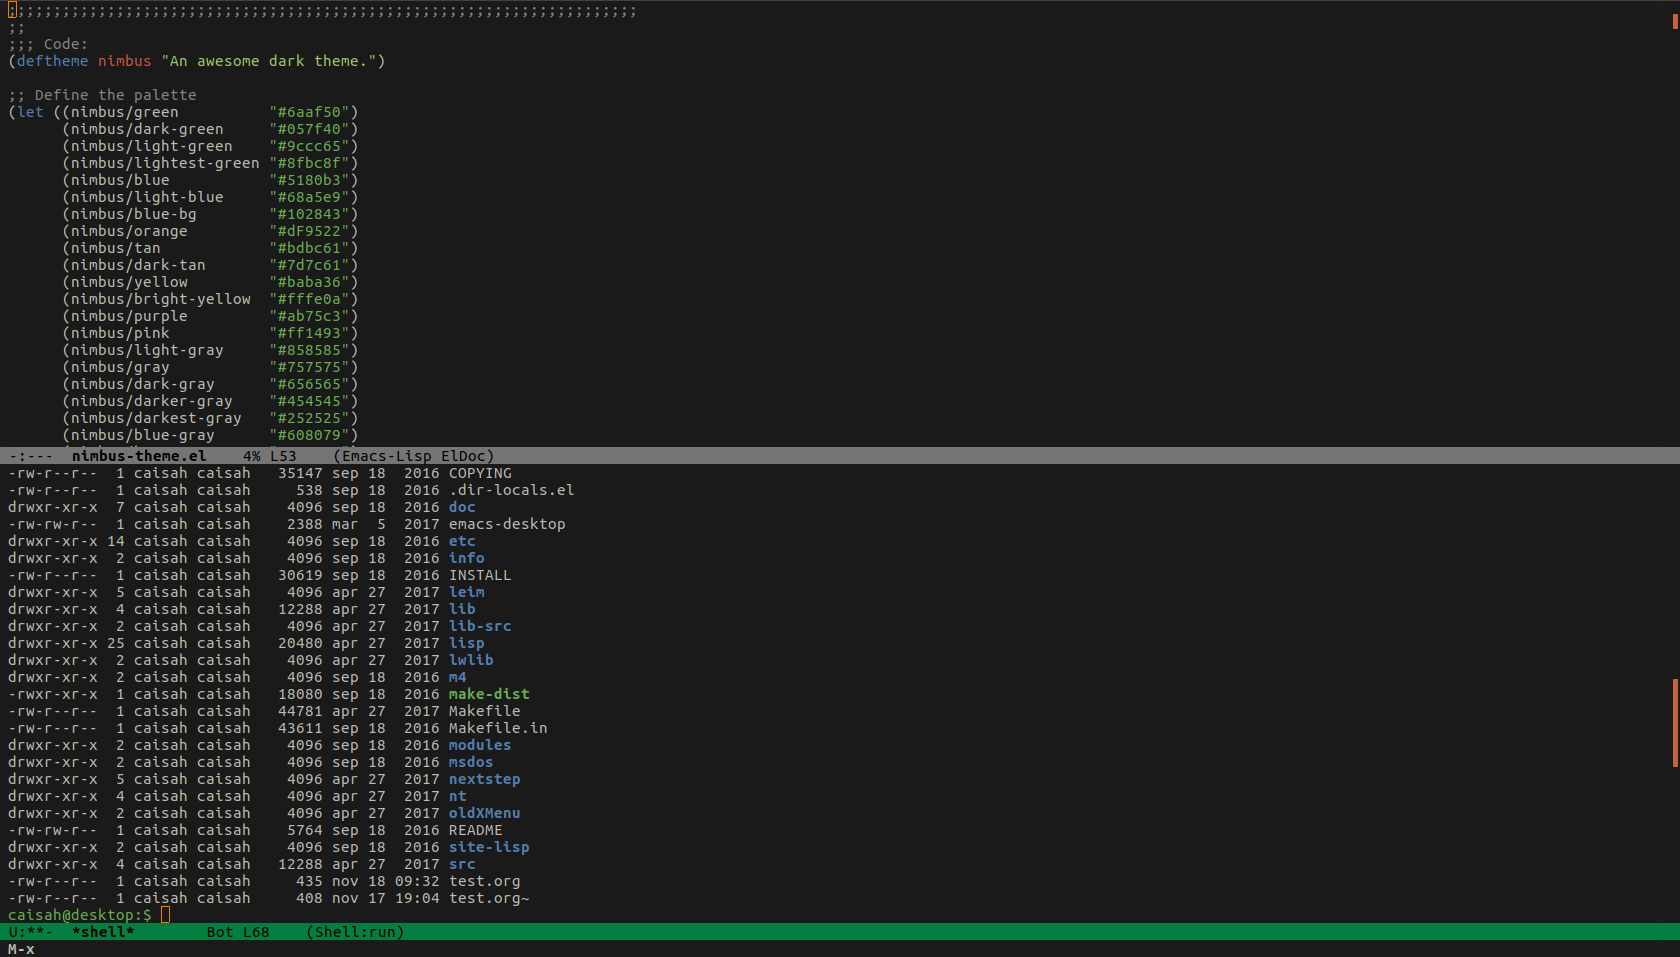 ;;;;;;;;;;;;;;;;;;;;;;;;;;;;;;;;;;;;;;;;;;;;;;;;;;;;;;;;;;;;;;;;;;;;;;
;;
;;; Code:
(deftheme nimbus "An awesome dark theme.")

;; Define the palette
(let ((nimbus/green          "#6aaf50")
      (nimbus/dark-green     "#057f40")
      (nimbus/light-green    "#9ccc65")
      (nimbus/lightest-green "#8fbc8f")
      (nimbus/blue           "#5180b3")
      (nimbus/light-blue     "#68a5e9")
      (nimbus/blue-bg        "#102843")
      (nimbus/orange         "#dF9522")
      (nimbus/tan            "#bdbc61")
      (nimbus/dark-tan       "#7d7c61")
      (nimbus/yellow         "#baba36")
      (nimbus/bright-yellow  "#fffe0a")
      (nimbus/purple         "#ab75c3")
      (nimbus/pink           "#ff1493")
      (nimbus/light-gray     "#858585")
      (nimbus/gray           "#757575")
      (nimbus/dark-gray      "#656565")
      (nimbus/darker-gray    "#454545")
      (nimbus/darkest-gray   "#252525")
      (nimbus/blue-gray      "#608079")
-:---  nimbus-theme.el    4% L53    (Emacs-Lisp ElDoc)
-rw-r--r--  1 caisah caisah   35147 sep 18  2016 COPYING
-rw-r--r--  1 caisah caisah     538 sep 18  2016 .dir-locals.el
drwxr-xr-x  7 caisah caisah    4096 sep 18  2016 doc
-rw-rw-r--  1 caisah caisah    2388 mar  5  2017 emacs-desktop
drwxr-xr-x 14 caisah caisah    4096 sep 18  2016 etc
drwxr-xr-x  2 caisah caisah    4096 sep 18  2016 info
-rw-r--r--  1 caisah caisah   30619 sep 18  2016 INSTALL
drwxr-xr-x  5 caisah caisah    4096 apr 27  2017 leim
drwxr-xr-x  4 caisah caisah   12288 apr 27  2017 lib
drwxr-xr-x  2 caisah caisah    4096 apr 27  2017 lib-src
drwxr-xr-x 25 caisah caisah   20480 apr 27  2017 lisp
drwxr-xr-x  2 caisah caisah    4096 apr 27  2017 lwlib
drwxr-xr-x  2 caisah caisah    4096 sep 18  2016 m4
-rwxr-xr-x  1 caisah caisah   18080 sep 18  2016 make-dist
-rw-r--r--  1 caisah caisah   44781 apr 27  2017 Makefile
-rw-r--r--  1 caisah caisah   43611 sep 18  2016 Makefile.in
drwxr-xr-x  2 caisah caisah    4096 sep 18  2016 modules
drwxr-xr-x  2 caisah caisah    4096 sep 18  2016 msdos
drwxr-xr-x  5 caisah caisah    4096 apr 27  2017 nextstep
drwxr-xr-x  4 caisah caisah    4096 apr 27  2017 nt
drwxr-xr-x  2 caisah caisah    4096 apr 27  2017 oldXMenu
-rw-rw-r--  1 caisah caisah    5764 sep 18  2016 README
drwxr-xr-x  2 caisah caisah    4096 sep 18  2016 site-lisp
drwxr-xr-x  4 caisah caisah   12288 apr 27  2017 src
-rw-r--r--  1 caisah caisah     435 nov 18 09:32 test.org
-rw-r--r--  1 caisah caisah     408 nov 17 19:04 test.org~
caisah@desktop:$
U:**-  *shell*        Bot L68    (Shell:run)
M-x